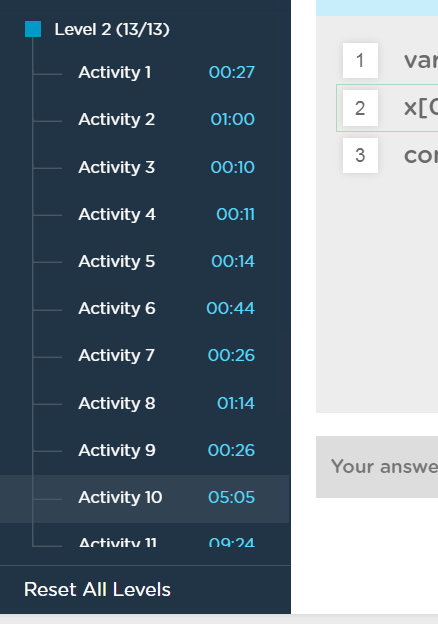 Level 2 (13/13)
Activity 1 00:27
Activity 2 01:00
Activity 3 00:10
Activity 4 00:11
Activity 5 00:14
Activity 6 00:44
Activity 7 00:26
Activity 8 01:14
Activity 9 00:26
Activity 10 05:05
Activity 11 09:24
Reset All Levels
1 var
2 x[0
3 con
Your answe